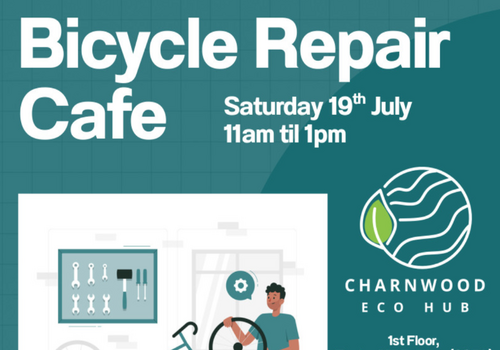 Bicycle Repair
Cafe
Saturday 19th July
11am til 1pm
CHARNWOOD
ECO HUB
1st Floor,